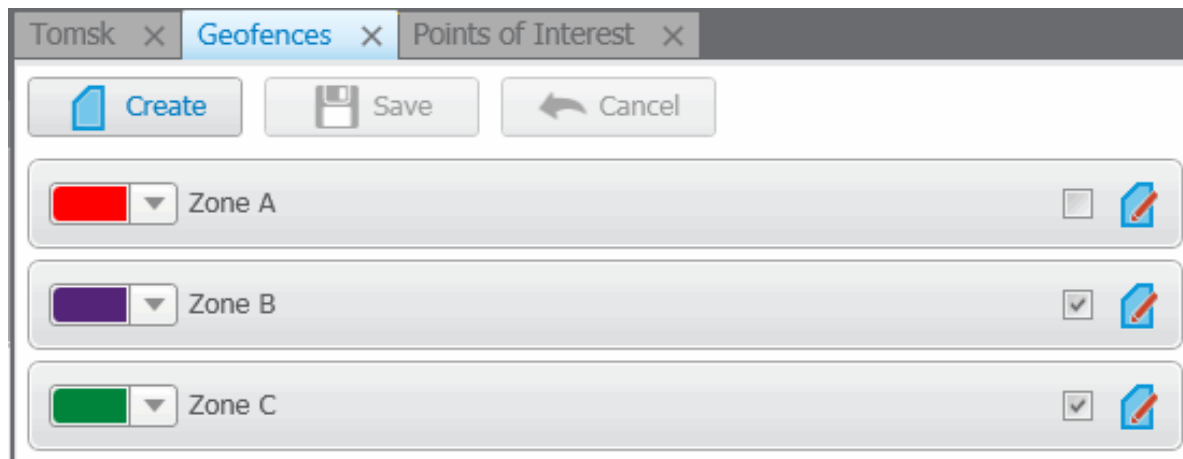 Tomsk Geofences Points of Interest
Create Save Cancel
Zone A
Zone B
Zone C